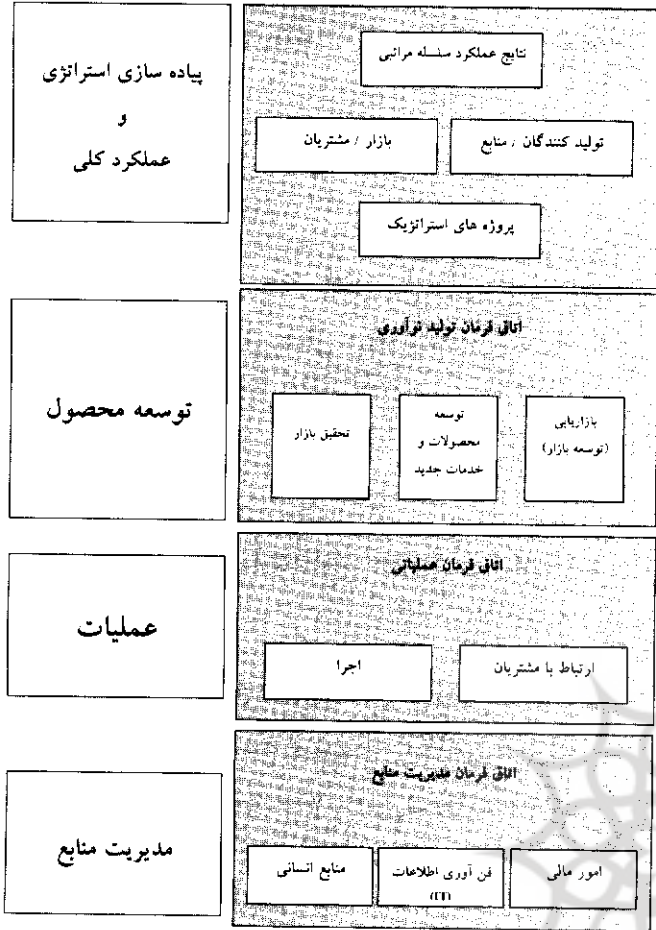 پیاده سازی استراتژی
و
عملکرد کلی
نتایج عملکرد سلسله مراتبی
تولید کنندگان / منابع
بازار / مشتریان
پروژه های استراتژیک
توسعه محصول
اتاق فرمان تولید نوآوری
بازاریابی
(توسعه بازار)
توسعه
محصولات و
خدمات جدید
تحقیق بازار
عملیات
اتاق فرمان عملیاتی
ارتباط با مشتریان
اجرا
مدیریت منابع
اتاق فرمان مدیریت منابع
امور مالی
فن آوری اطلاعات
(IT)
منابع انسانی